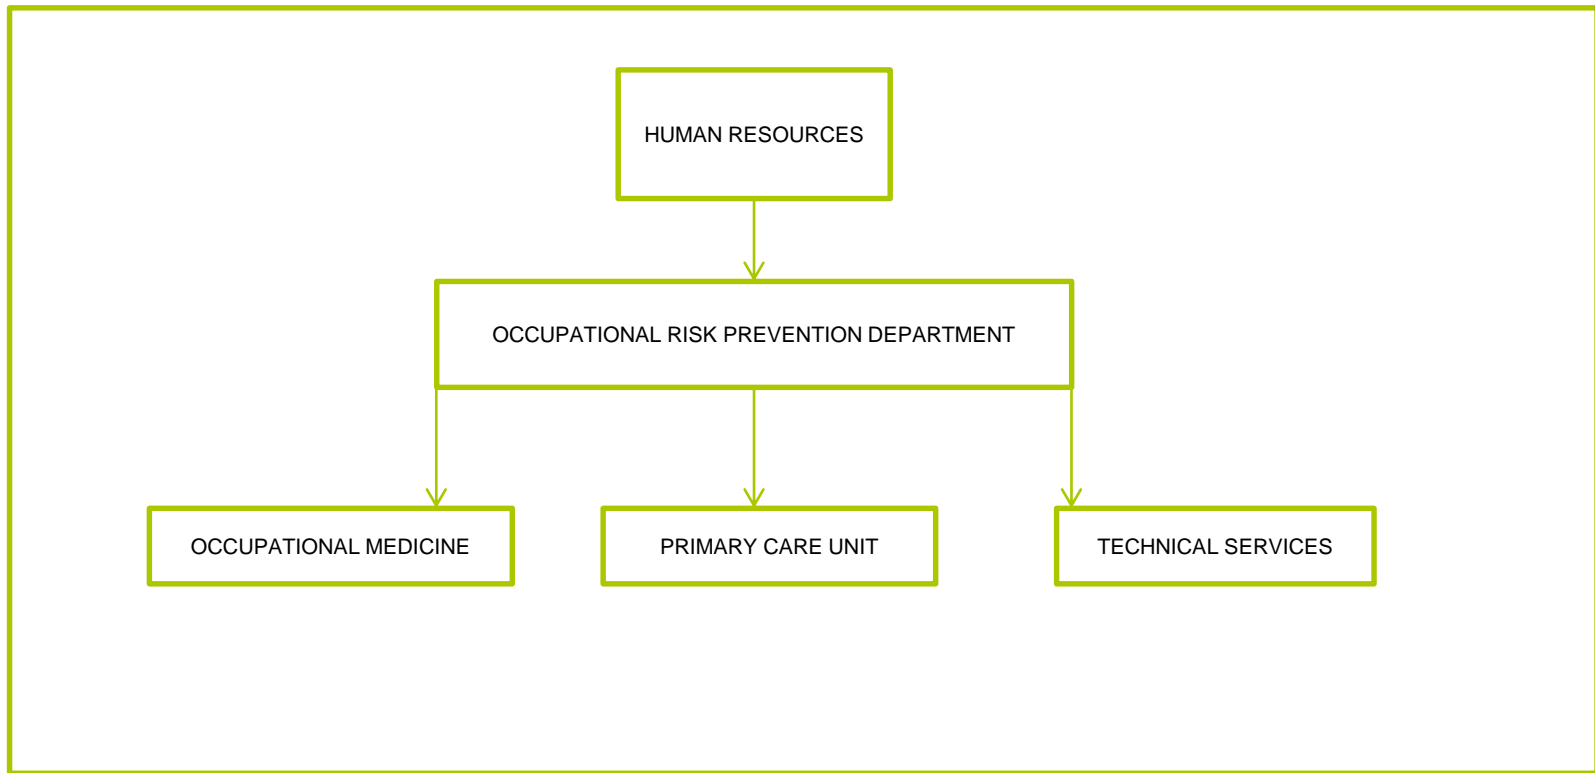 HUMAN RESOURCES
OCCUPATIONAL RISK PREVENTION DEPARTMENT
OCCUPATIONAL MEDICINE
PRIMARY CARE UNIT
TECHNICAL SERVICES